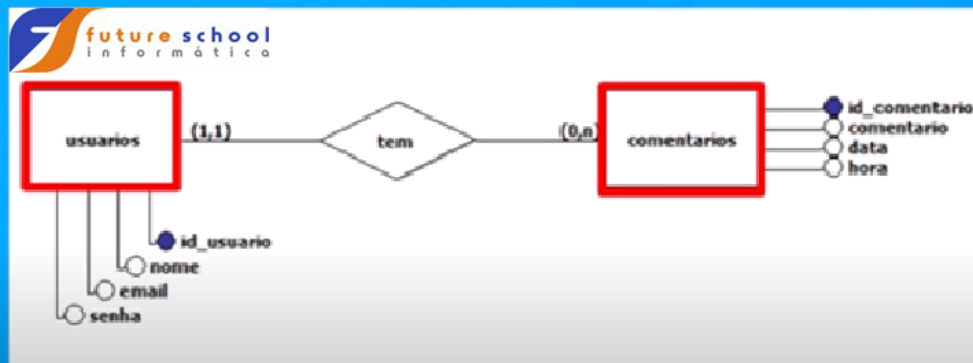 future school
informática
usuarios
(1,1)
tem
(0,n)
comentarios
id_comentario
comentario
data
hora
id_usuario
nome
email
senha